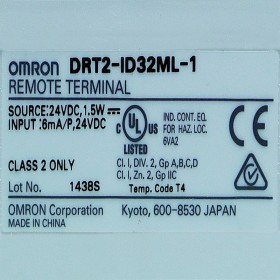 OMRON DRT2-ID32ML-1
REMOTE TERMINAL
SOURCE:24VDC, 1.5W
INPUT :6mA/P, 24VDC
CLASS 2 ONLY
Lot No. 1438S
C UL US
LISTED
IND. CONT. EQ.
FOR HAZ. LOC.
6VA2
Cl. I, Div. 2, Gp A,B,C,D
Cl. I, Zn. 2, Gp IIC
Temp. Code T4
OMRON Corporation Kyoto, 600-8530 JAPAN
MADE IN CHINA